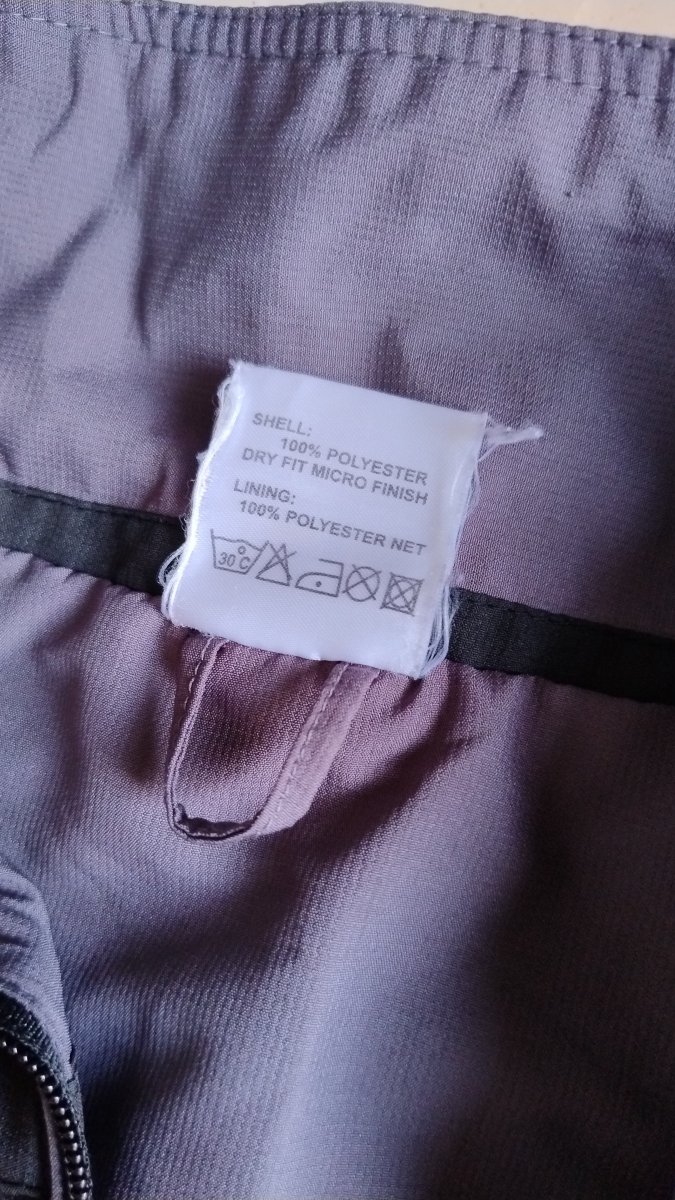 SHELL:
100% POLYESTER
DRY FIT MICRO FINISH
LINING:
100% POLYESTER NET
30°C